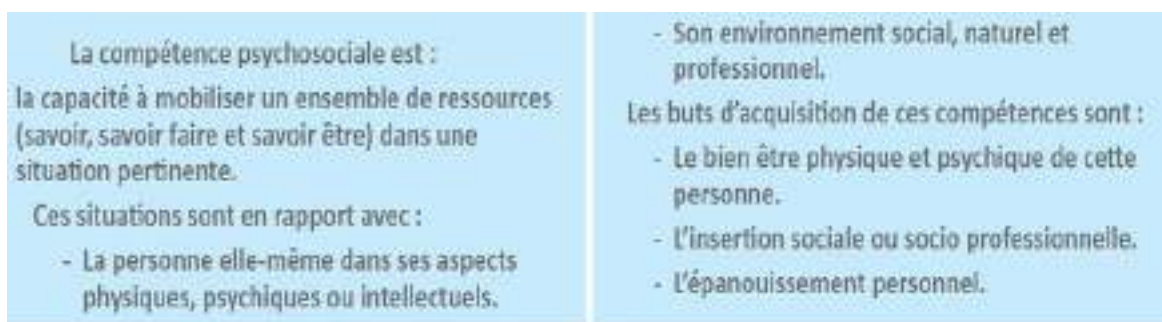 La compétence psychosociale est :
la capacité à mobiliser un ensemble de ressources
(savoir, savoir faire et savoir être) dans une
situation pertinente.
Ces situations sont en rapport avec :
- La personne elle-même dans ses aspects
physiques, psychiques ou intellectuels.
- Son environnement social, naturel et
professionnel.
Les buts d'acquisition de ces compétences sont :
- Le bien être physique et psychique de cette
personne.
- L'insertion sociale ou socio professionnelle.
- L'épanouissement personnel.